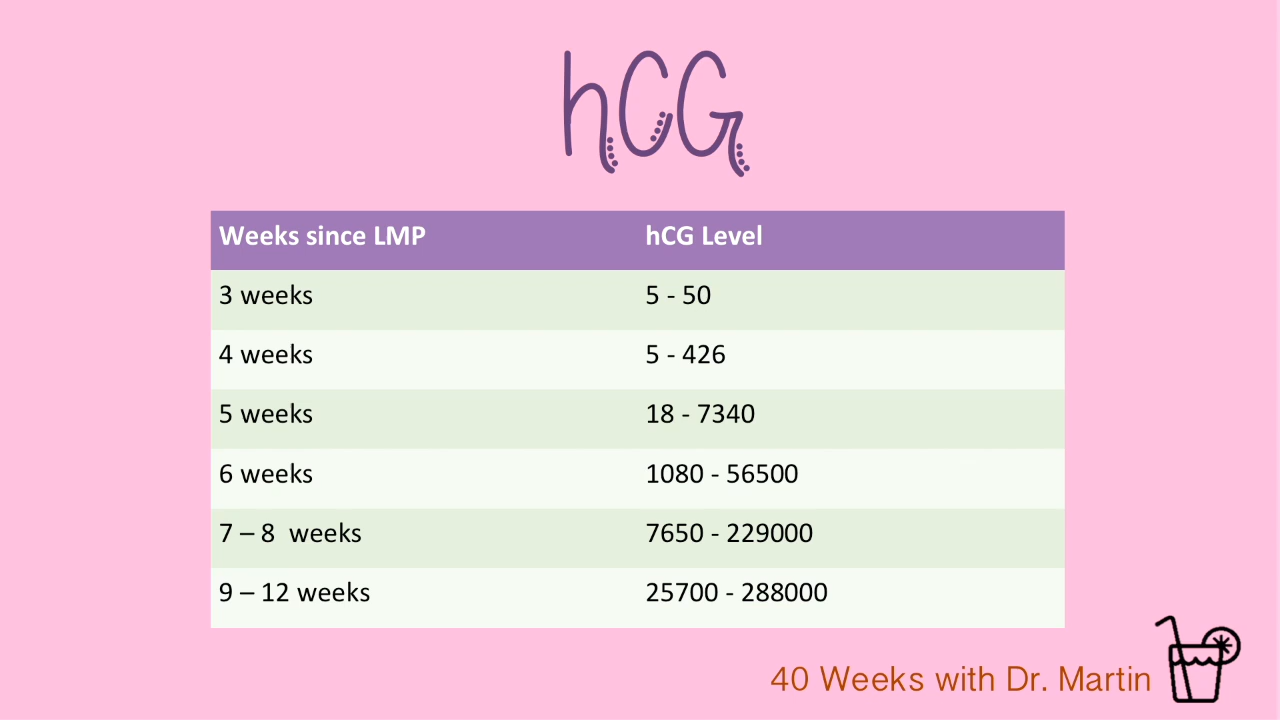 hCG
Weeks since LMP hCG Level
3 weeks 5 - 50
4 weeks 5 - 426
5 weeks 18 - 7340
6 weeks 1080 - 56500
7 – 8  weeks 7650 - 229000
9 – 12 weeks 25700 - 288000
40 Weeks with Dr. Martin